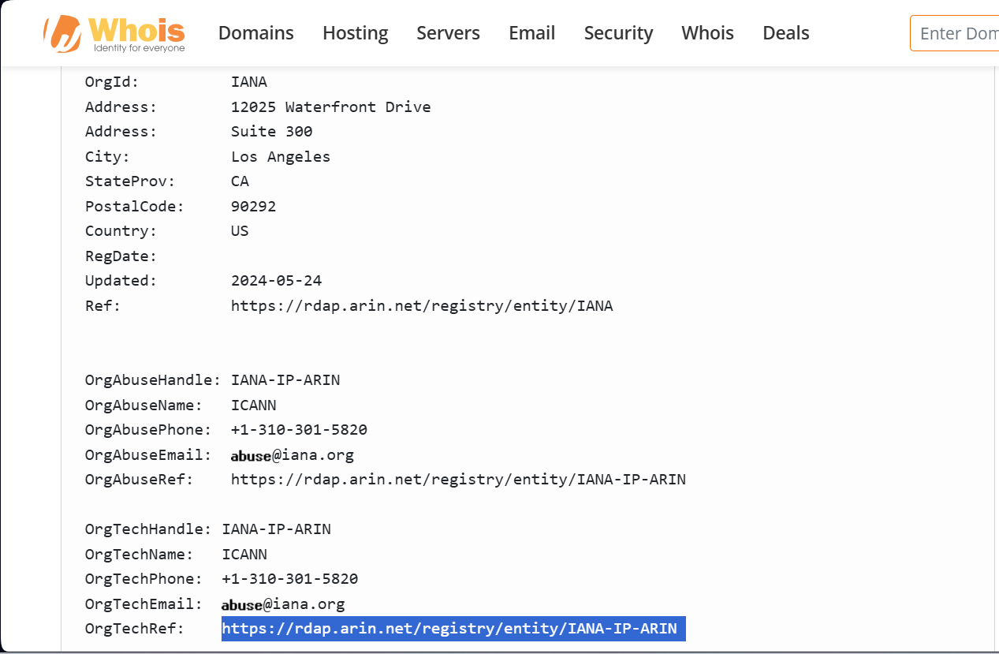 Whois
Identity for everyone
Domains Hosting Servers Email Security Whois Deals Enter Dom
OrgId: IANA
Address: 12025 Waterfront Drive
Address: Suite 300
City: Los Angeles
StateProv: CA
PostalCode: 90292
Country: US
RegDate:
Updated: 2024-05-24
Ref: https://rdap.arin.net/registry/entity/IANA
OrgAbuseHandle: IANA-IP-ARIN
OrgAbuseName: ICANN
OrgAbusePhone: +1-310-301-5820
OrgAbuseEmail: abuse@iana.org
OrgAbuseRef: https://rdap.arin.net/registry/entity/IANA-IP-ARIN
OrgTechHandle: IANA-IP-ARIN
OrgTechName: ICANN
OrgTechPhone: +1-310-301-5820
OrgTechEmail: abuse@iana.org
OrgTechRef: https://rdap.arin.net/registry/entity/IANA-IP-ARIN